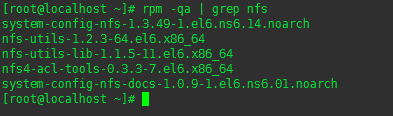 [root@localhost ~]# rpm -qa | grep nfs
system-config-nfs-1.3.49-1.el6.ns6.14.noarch
nfs-utils-1.2.3-64.el6.x86_64
nfs-utils-lib-1.1.5-11.el6.x86_64
nfs4-acl-tools-0.3.3-7.el6.x86_64
system-config-nfs-docs-1.0.9-1.el6.ns6.01.noarch
[root@localhost ~]#